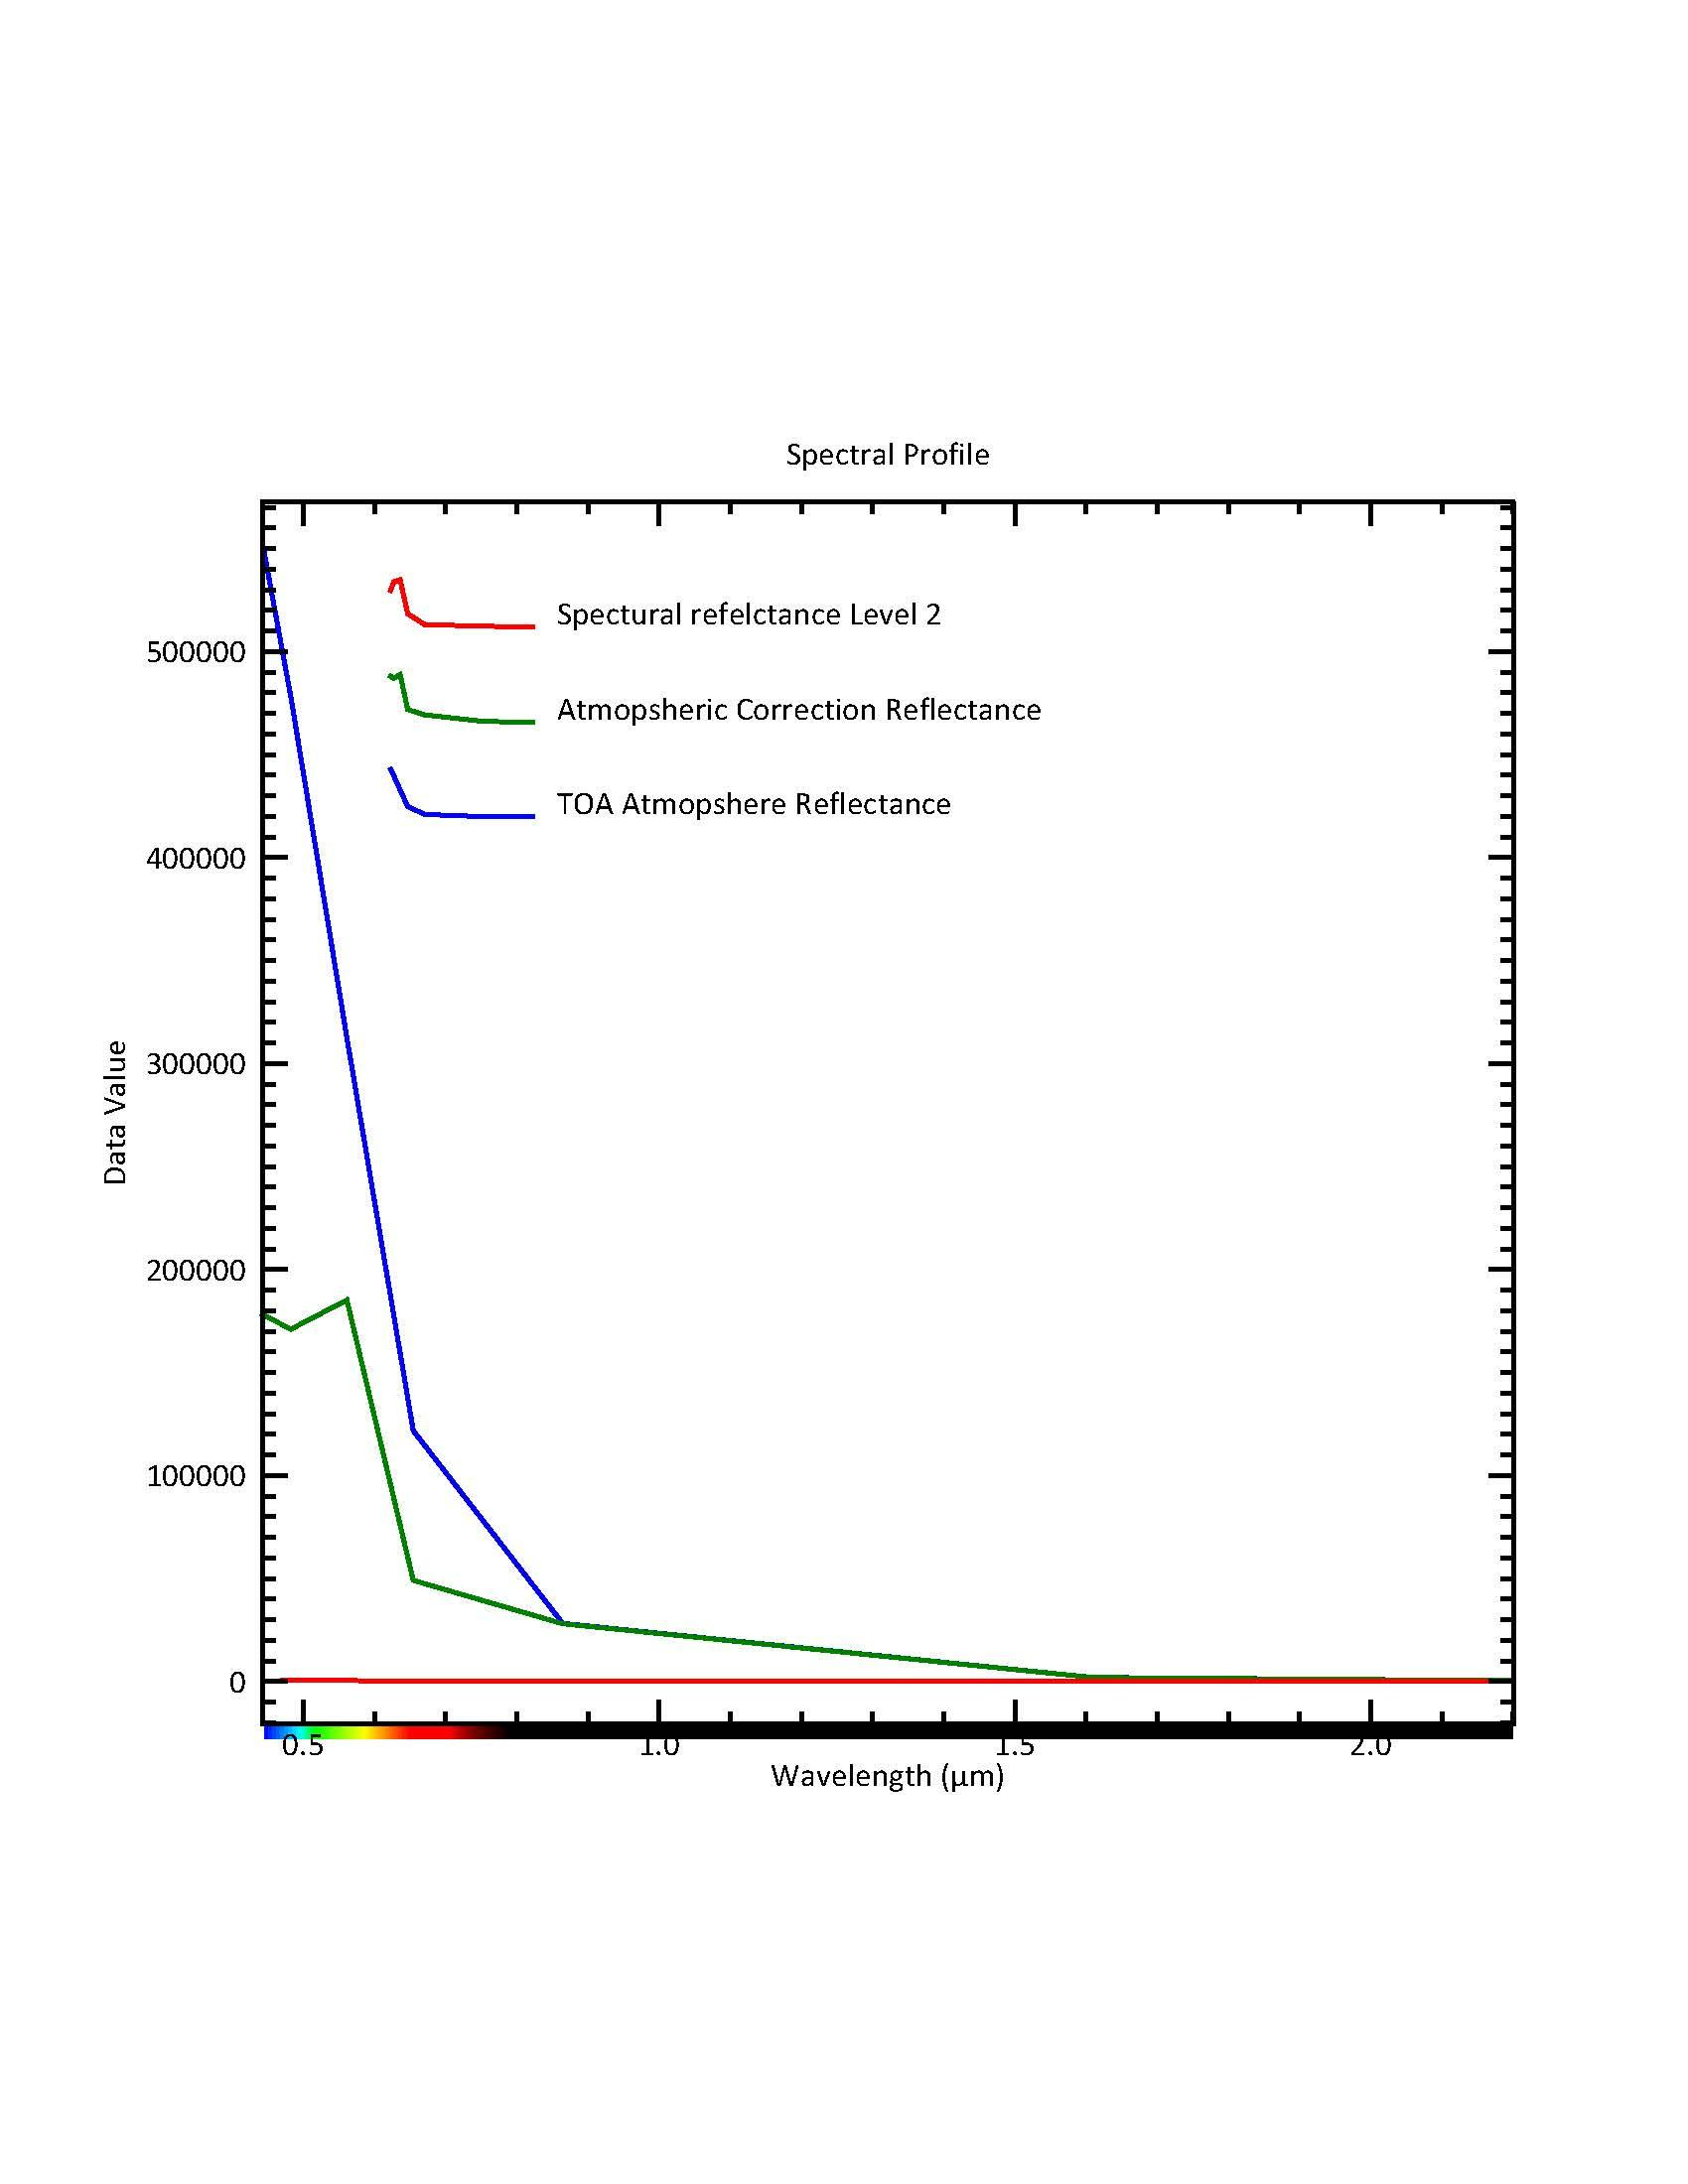 Spectral Profile
Spectural refelctance Level 2
Atmopsheric Correction Reflectance
TOA Atmopshere Reflectance
500000
400000
300000
200000
100000
0
Data Value
0.5 1.0 1.5 2.0
Wavelength (µm)